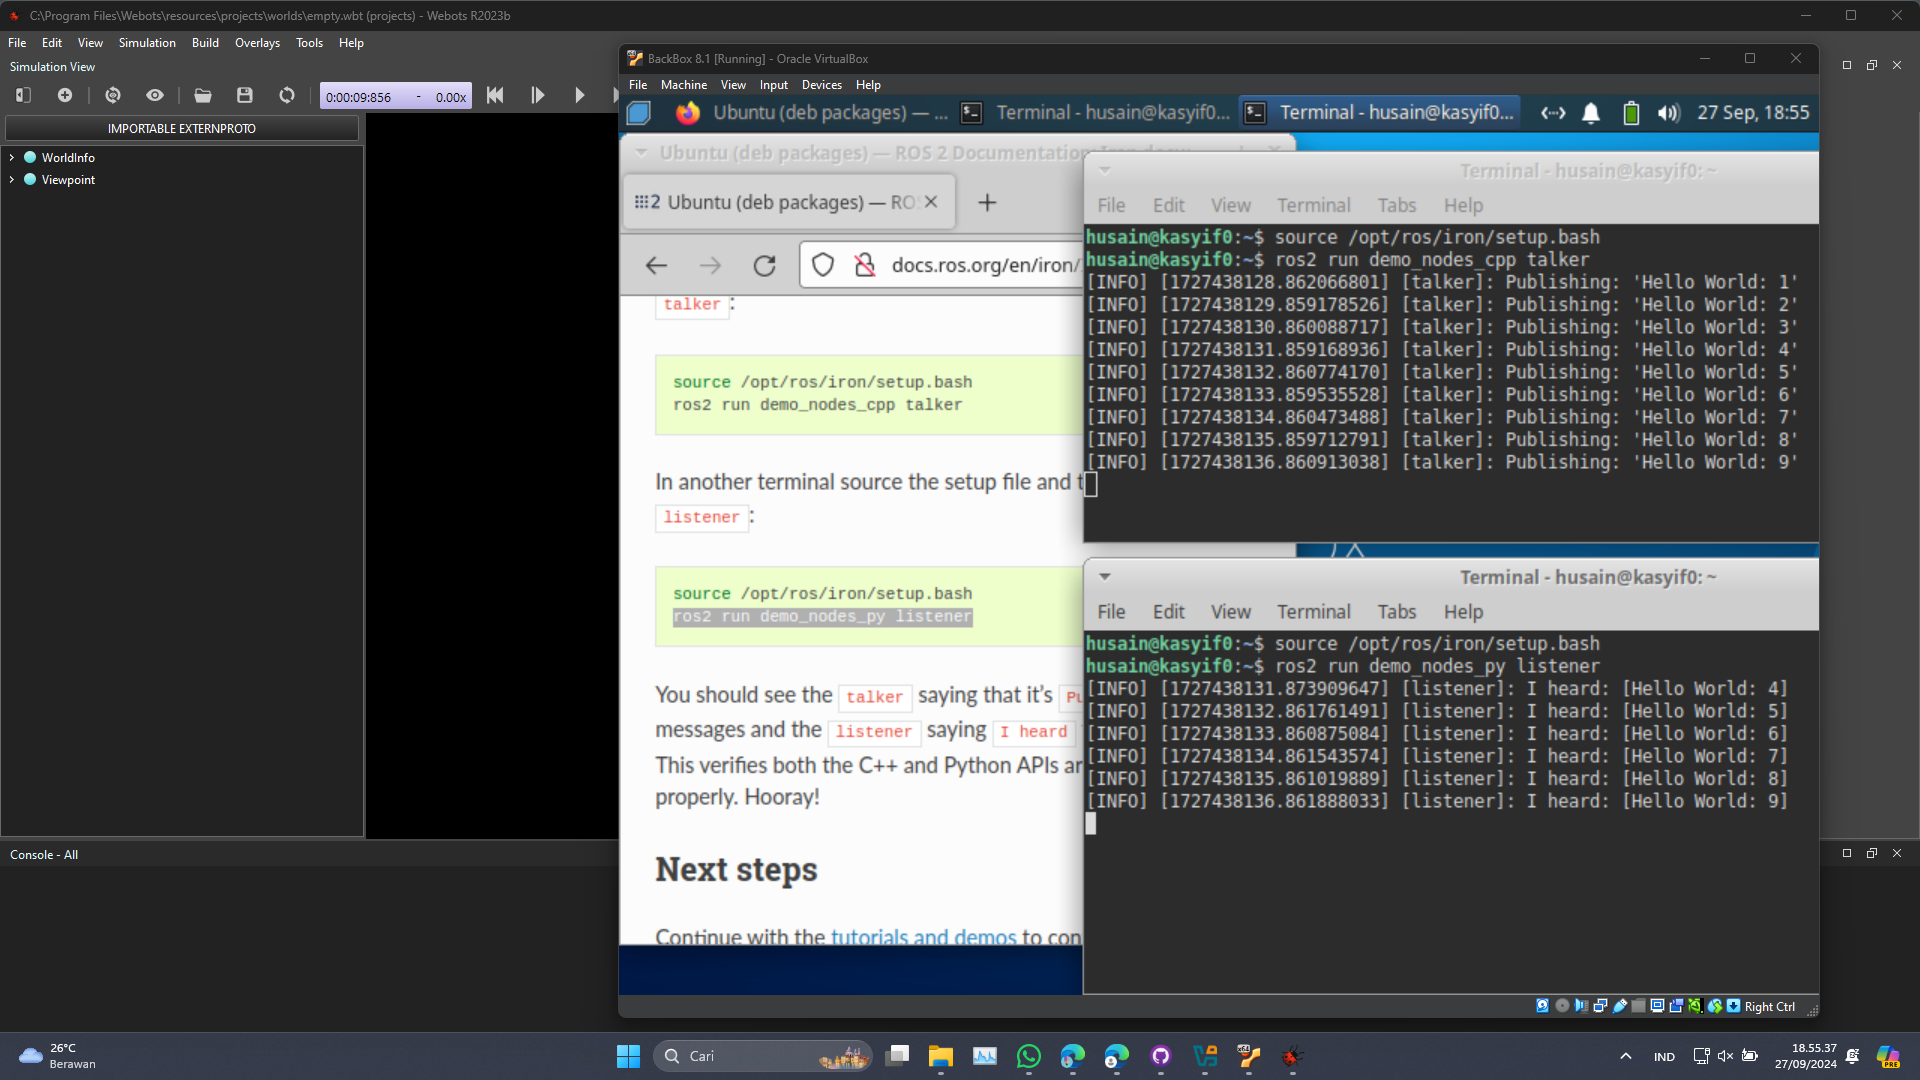 C:\Program Files\Webots\resources\projects\worlds\empty.wbt (projects) - Webots R2023b
File Edit View Simulation Build Overlays Tools Help
Simulation View
0:00:09:856 - 0.00x
IMPORTABLE EXTERNPROTO
WorldInfo
Viewpoint
Console - All
BackBox 8.1 [Running] - Oracle VirtualBox
File Machine View Input Devices Help
Ubuntu (deb packages) — ... Terminal - husain@kasyif0... Terminal - husain@kasyif0... 27 Sep, 18:55
Ubuntu (deb packages) — ROS 2 Documentation:
Ubuntu (deb packages) — ROS
docs.ros.org/en/iron/
talker:
source /opt/ros/iron/setup.bash
ros2 run demo_nodes_cpp talker
In another terminal source the setup file and t
listener:
source /opt/ros/iron/setup.bash
ros2 run demo_nodes_py listener
You should see the talker saying that it's Pu
messages and the listener saying I heard
This verifies both the C++ and Python APIs ar
properly. Hooray!
Next steps
Continue with the tutorials and demos to con
Terminal - husain@kasyif0: ~
File Edit View Terminal Tabs Help
husain@kasyif0:~$ source /opt/ros/iron/setup.bash
husain@kasyif0:~$ ros2 run demo_nodes_cpp talker
[INFO] [1727438128.862066801] [talker]: Publishing: 'Hello World: 1'
[INFO] [1727438129.859178526] [talker]: Publishing: 'Hello World: 2'
[INFO] [1727438130.860088717] [talker]: Publishing: 'Hello World: 3'
[INFO] [1727438131.859168936] [talker]: Publishing: 'Hello World: 4'
[INFO] [1727438132.860774170] [talker]: Publishing: 'Hello World: 5'
[INFO] [1727438133.859535528] [talker]: Publishing: 'Hello World: 6'
[INFO] [1727438134.860473488] [talker]: Publishing: 'Hello World: 7'
[INFO] [1727438135.859712791] [talker]: Publishing: 'Hello World: 8'
[INFO] [1727438136.860913038] [talker]: Publishing: 'Hello World: 9'
Terminal - husain@kasyif0: ~
File Edit View Terminal Tabs Help
husain@kasyif0:~$ source /opt/ros/iron/setup.bash
husain@kasyif0:~$ ros2 run demo_nodes_py listener
[INFO] [1727438131.873909647] [listener]: I heard: [Hello World: 4]
[INFO] [1727438132.861761491] [listener]: I heard: [Hello World: 5]
[INFO] [1727438133.860875084] [listener]: I heard: [Hello World: 6]
[INFO] [1727438134.861543574] [listener]: I heard: [Hello World: 7]
[INFO] [1727438135.861019889] [listener]: I heard: [Hello World: 8]
[INFO] [1727438136.861888033] [listener]: I heard: [Hello World: 9]
Right Ctrl
26°C
Berawan
Cari
IND
18.55.37
27/09/2024